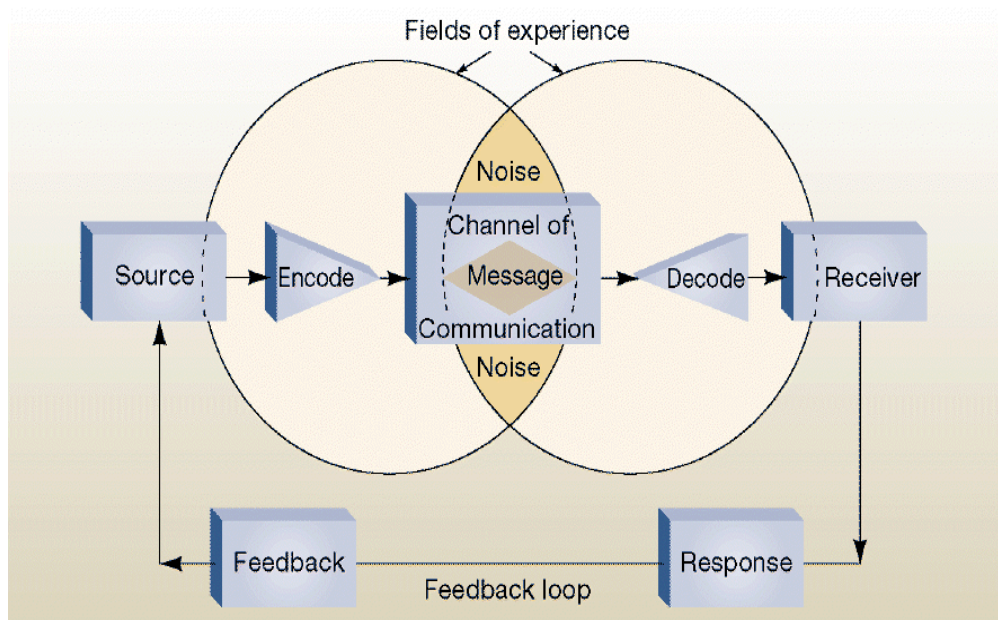 Fields of experience
Noise
Channel of
Source
Encode
Message
Decode
Receiver
Communication
Noise
Feedback
Response
Feedback loop